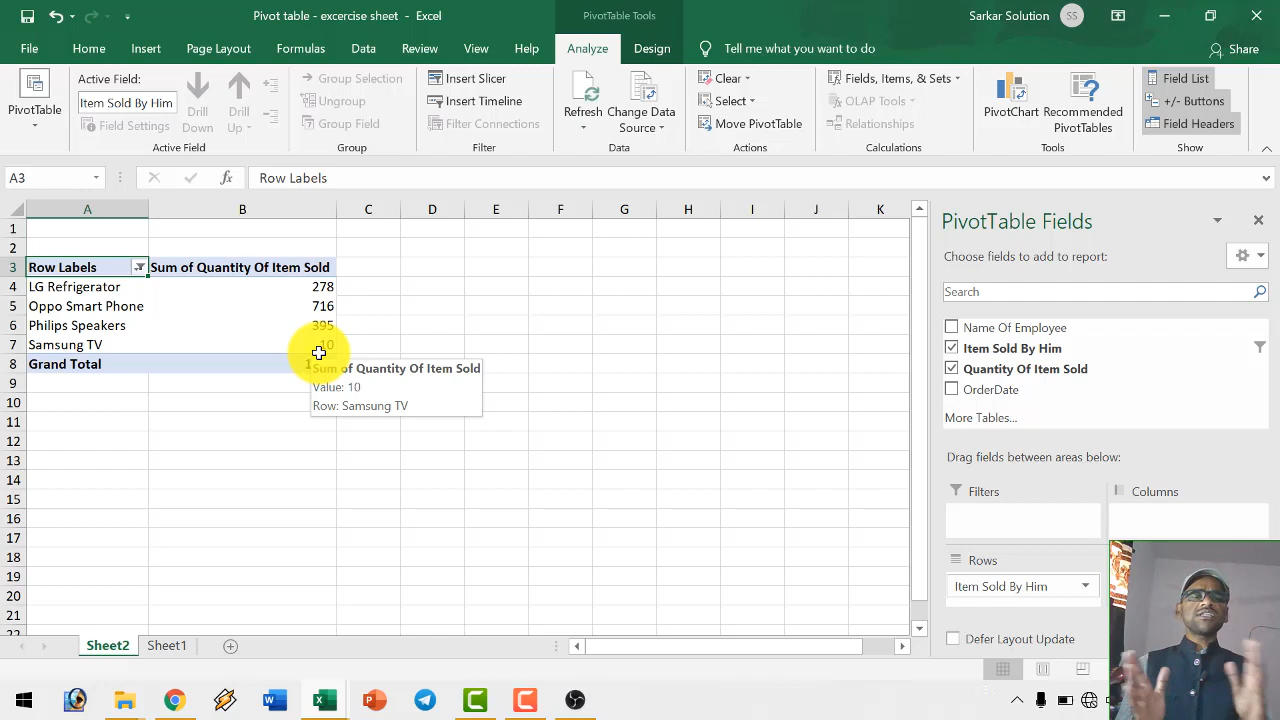 Pivot table - excercise sheet - Excel
PivotTable Tools
Sarkar Solution
SS
File
Home
Insert
Page Layout
Formulas
Data
Review
View
Help
Analyze
Design
Tell me what you want to do
Share
PivotTable
Active Field:
Item Sold By Him
Field Settings
Drill Down
Drill Up
Active Field
Group Selection
Ungroup
Group Field
Group
Insert Slicer
Insert Timeline
Filter Connections
Filter
Refresh
Change Data Source
Data
Clear
Select
Move PivotTable
Actions
Fields, Items, & Sets
OLAP Tools
Relationships
Calculations
PivotChart
Recommended PivotTables
Tools
Field List
+/- Buttons
Field Headers
Show
A3
fx
Row Labels
A B C D E F G H I J K
1
2
3 Row Labels Sum of Quantity Of Item Sold
4 LG Refrigerator 278
5 Oppo Smart Phone 716
6 Philips Speakers 395
7 Samsung TV 10
8 Grand Total
Sum of Quantity Of Item Sold
Value: 10
Row: Samsung TV
9
10
11
12
13
14
15
16
17
18
19
20
21
PivotTable Fields
Choose fields to add to report:
Search
Name Of Employee
Item Sold By Him
Quantity Of Item Sold
OrderDate
More Tables...
Drag fields between areas below:
Filters
Columns
Rows
Item Sold By Him
Defer Layout Update
Sheet2
Sheet1